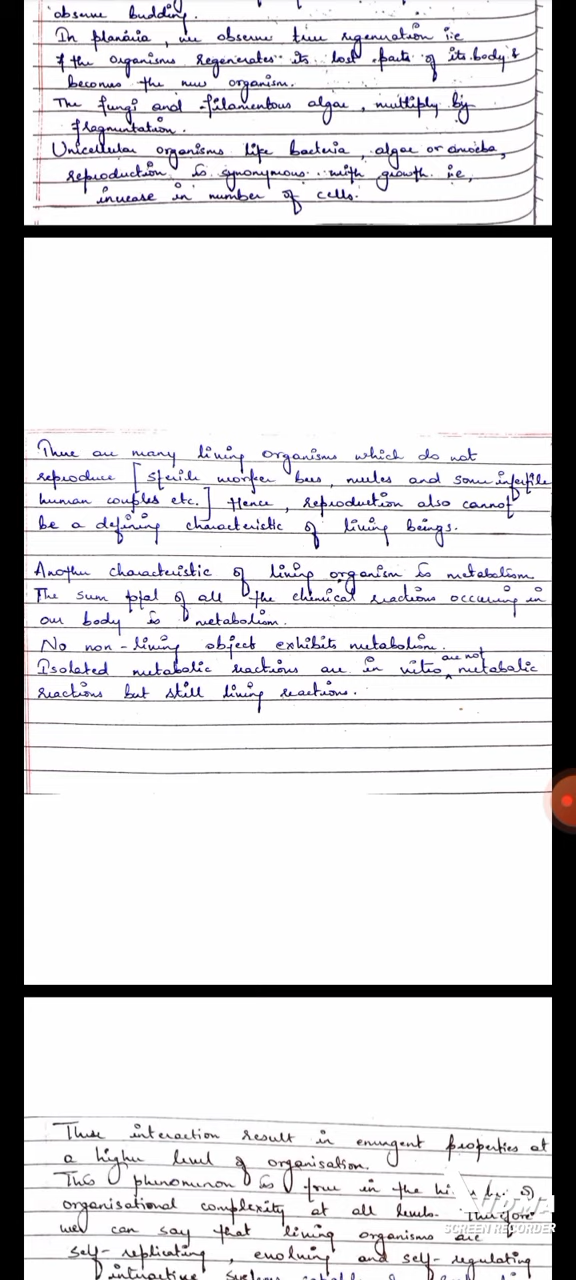 observe budding.
In planaria, we observe true regeneration i.e
if the organisms regenerates its lost parts of its body &
becomes the new organism.
The fungi and filamentous algae, multiply by
fragmentation.
Unicellular organisms like bacteria, algae or amoeba,
reproduction is synonymous with growth i.e,
increase in number of cells.
There are many living organisms which do not
reproduce [sterile worker bees, mules and some infertile
human couples etc.] Hence, reproduction also cannot
be a defining characteristic of living beings.
Another characteristic of living organism is metabolism.
The sum total of all the chemical reactions occuring in
our body is metabolism.
No non-living object exhibits metabolism.
Isolated metabolic reactions are in vitro, are not metabolic
reactions but still living reactions.
These interaction result in emergent properties at
a higher level of organisation.
This phenomenon is true in the
organisational complexity at all levels. Therefore
we can say that living organisms are
self-replicating, evolving and self-regulating
interactive systems
SCREEN RECORDER